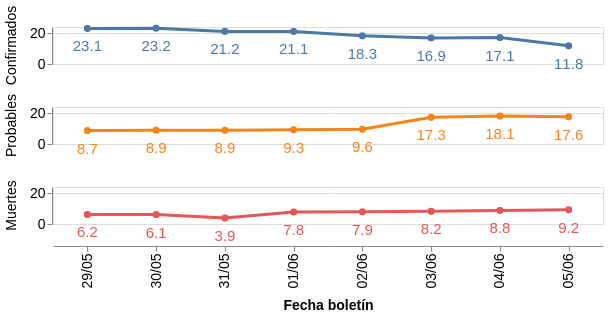 Confirmados
20
0
23.1 23.2 21.2 21.1 18.3 16.9 17.1 11.8
Probables
20
0
8.7 8.9 8.9 9.3 9.6 17.3 18.1 17.6
Muertes
20
0
6.2 6.1 3.9 7.8 7.9 8.2 8.8 9.2
29/05 30/05 31/05 01/06 02/06 03/06 04/06 05/06
Fecha boletín